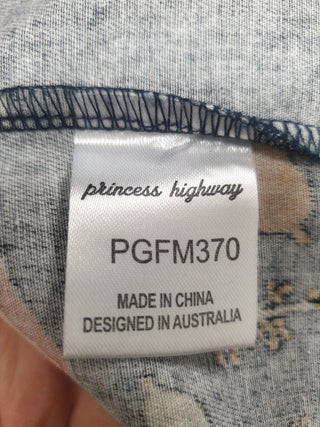 princess highway
PGFM370
MADE IN CHINA
DESIGNED IN AUSTRALIA